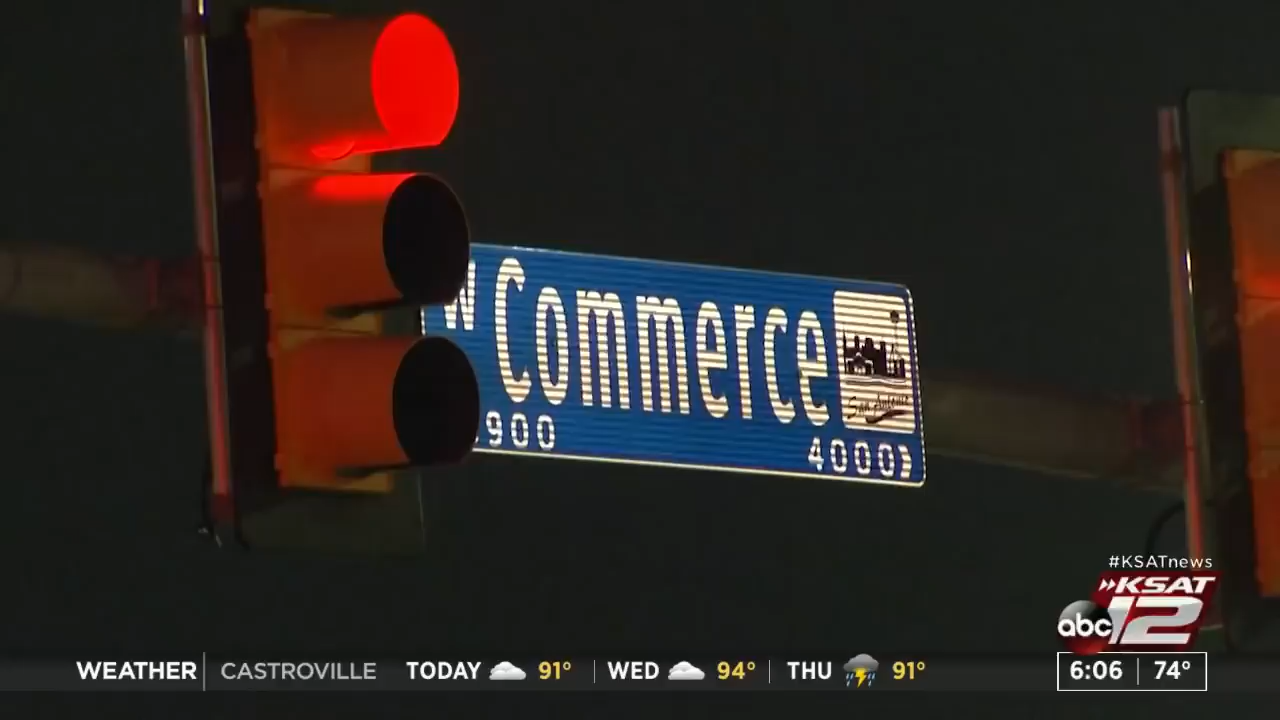 W Commerce
San Antonio
900 4000
#KSATnews
KSAT
abc 12
WEATHER CASTROVILLE TODAY 91° WED 94° THU 91°
6:06 74°